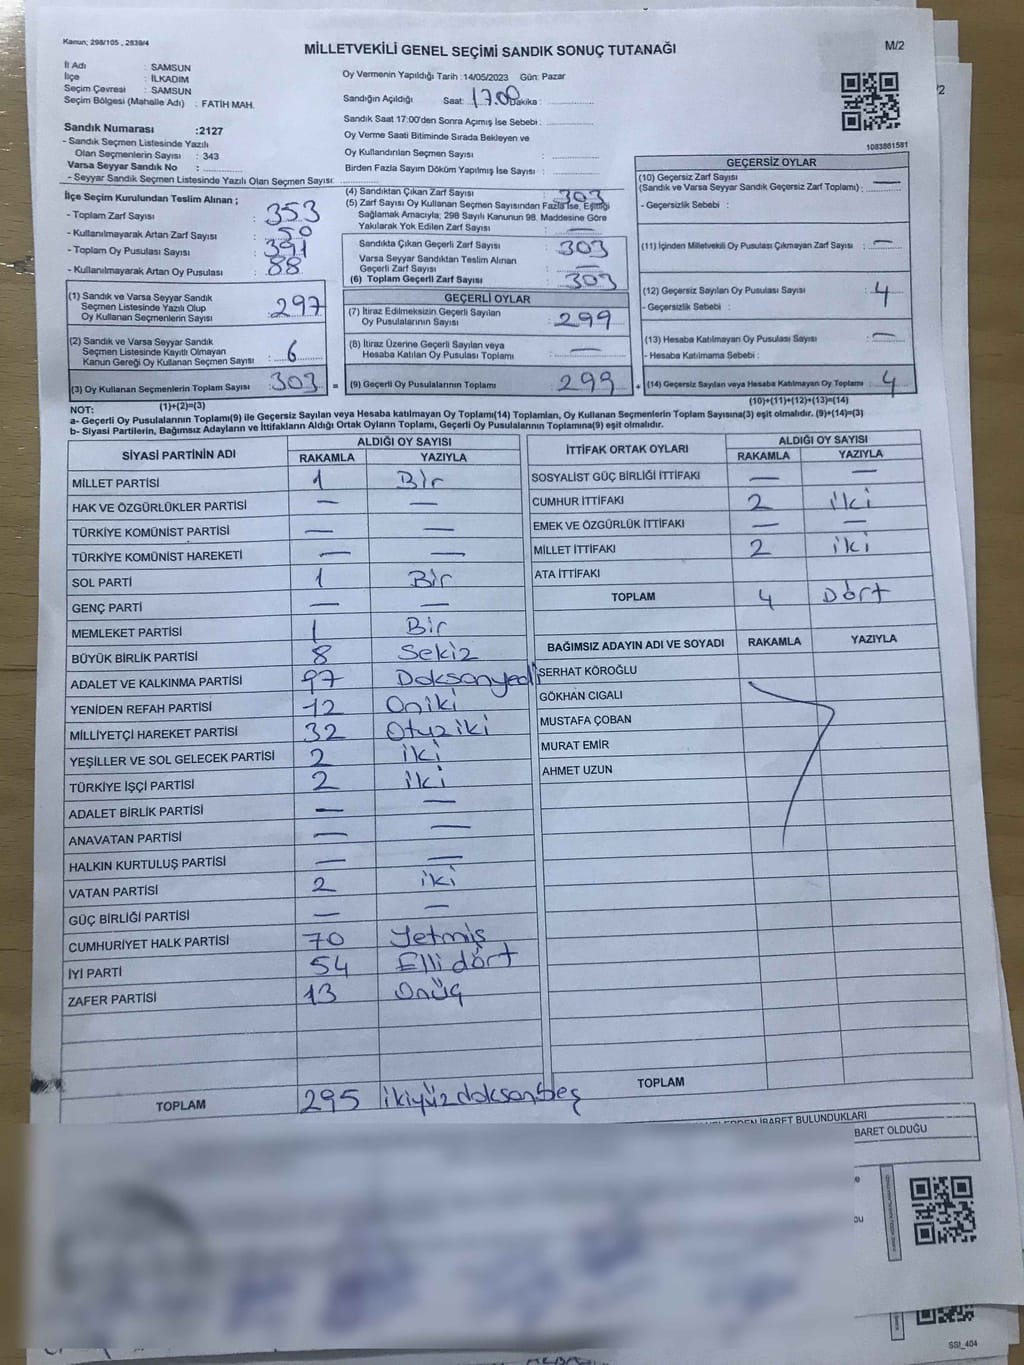 Kanun; 298/105 , 2839/4
MİLLETVEKİLİ GENEL SEÇİMİ SANDIK SONUÇ TUTANAĞI
M/2
İl Adı : SAMSUN
İlçe : İLKADIM
Seçim Çevresi : SAMSUN
Seçim Bölgesi (Mahalle Adı) : FATİH MAH.
Sandık Numarası :2127
- Sandık Seçmen Listesinde Yazılı
Olan Seçmenlerin Sayısı : 343
Varsa Seyyar Sandık No :
- Seyyar Sandık Seçmen Listesinde Yazılı Olan Seçmen Sayısı:
Oy Vermenin Yapıldığı Tarih :14/05/2023 Gün: Pazar
Sandığın Açıldığı Saat: 17.00 Dakika :
Sandık Saat 17:00'den Sonra Açımış İse Sebebi :
Oy Verme Saati Bitiminde Sırada Bekleyen ve
Oy Kullandırılan Seçmen Sayısı :
Birden Fazla Sayım Döküm Yapılmış İse Sayısı :
1083861581
İlçe Seçim Kurulundan Teslim Alınan ;
- Toplam Zarf Sayısı : 353
- Kullanılmayarak Artan Zarf Sayısı : 50
- Toplam Oy Pusulası Sayısı : 391
- Kullanılmayarak Artan Oy Pusulası : 88
(1) Sandık ve Varsa Seyyar Sandık
Seçmen Listesinde Yazılı Olup
Oy Kullanan Seçmenlerin Sayısı : 297
(2) Sandık ve Varsa Seyyar Sandık
Seçmen Listesinde Kayıtlı Olmayan
Kanun Gereği Oy Kullanan Seçmen Sayısı : 6
(3) Oy Kullanan Seçmenlerin Toplam Sayısı : 303 =
(1)+(2)=(3)
(4) Sandıktan Çıkan Zarf Sayısı : 303
(5) Zarf Sayısı Oy Kullanan Seçmen Sayısından Fazla İse, Eşitliği
Sağlamak Amacıyla; 298 Sayılı Kanunun 98. Maddesine Göre
Yakılarak Yok Edilen Zarf Sayısı : —
Sandıkta Çıkan Geçerli Zarf Sayısı : 303
Varsa Seyyar Sandıktan Teslim Alınan
Geçerli Zarf Sayısı : —
(6) Toplam Geçerli Zarf Sayısı : 303
GEÇERLİ OYLAR
(7) İtiraz Edilmeksizin Geçerli Sayılan
Oy Pusulalarının Sayısı : 299
(8) İtiraz Üzerine Geçerli Sayılan veya
Hesaba Katılan Oy Pusulası Toplamı : —
(9) Geçerli Oy Pusulalarının Toplamı : 299 +
GEÇERSİZ OYLAR
(10) Geçersiz Zarf Sayısı
(Sandık ve Varsa Seyyar Sandık Geçersiz Zarf Toplamı) : —
- Geçersizlik Sebebi :
(11) İçinden Milletvekili Oy Pusulası Çıkmayan Zarf Sayısı : —
(12) Geçersiz Sayılan Oy Pusulası Sayısı : 4
- Geçersizlik Sebebi :
(13) Hesaba Katılmayan Oy Pusulası Sayısı : —
- Hesaba Katılmama Sebebi :
(14) Geçersiz Sayılan veya Hesaba Katılmayan Oy Toplamı : 4
(10)+(11)+(12)+(13)=(14)
NOT:
a- Geçerli Oy Pusulalarının Toplamı(9) ile Geçersiz Sayılan veya Hesaba katılmayan Oy Toplamı(14) Toplamları, Oy Kullanan Seçmenlerin Toplam Sayısına(3) eşit olmalıdır. (9)+(14)=(3)
b- Siyasi Partilerin, Bağımsız Adayların ve İttifakların Aldığı Ortak Oyların Toplamı, Geçerli Oy Pusulalarının Toplamına(9) eşit olmalıdır.
SİYASİ PARTİNİN ADI ALDIĞI OY SAYISI
RAKAMLA YAZIYLA
MİLLET PARTİSİ 1 Bir
HAK VE ÖZGÜRLÜKLER PARTİSİ — —
TÜRKİYE KOMÜNİST PARTİSİ — —
TÜRKİYE KOMÜNİST HAREKETİ — —
SOL PARTİ 1 Bir
GENÇ PARTİ — —
MEMLEKET PARTİSİ 1 Bir
BÜYÜK BİRLİK PARTİSİ 8 Sekiz
ADALET VE KALKINMA PARTİSİ 97 Doksanyedi
YENİDEN REFAH PARTİSİ 12 Oniki
MİLLİYETÇİ HAREKET PARTİSİ 32 Otuziki
YEŞİLLER VE SOL GELECEK PARTİSİ 2 iki
TÜRKİYE İŞÇİ PARTİSİ 2 iki
ADALET BİRLİK PARTİSİ — —
ANAVATAN PARTİSİ — —
HALKIN KURTULUŞ PARTİSİ — —
VATAN PARTİSİ 2 iki
GÜÇ BİRLİĞİ PARTİSİ — —
CUMHURİYET HALK PARTİSİ 70 Yetmiş
İYİ PARTİ 54 Elli dört
ZAFER PARTİSİ 13 Onüç
TOPLAM 295 ikiyüzdoksanbeş
İTTİFAK ORTAK OYLARI ALDIĞI OY SAYISI
RAKAMLA YAZIYLA
SOSYALİST GÜÇ BİRLİĞİ İTTİFAKI — —
CUMHUR İTTİFAKI 2 iki
EMEK VE ÖZGÜRLÜK İTTİFAKI — —
MİLLET İTTİFAKI 2 iki
ATA İTTİFAKI
TOPLAM 4 Dört
BAĞIMSIZ ADAYIN ADI VE SOYADI RAKAMLA YAZIYLA
SERHAT KÖROĞLU
GÖKHAN CIGALI
MUSTAFA ÇOBAN
MURAT EMİR
AHMET UZUN
TOPLAM
İBARET BULUNDUKLARI
BARET OLDUĞU
SSI_404